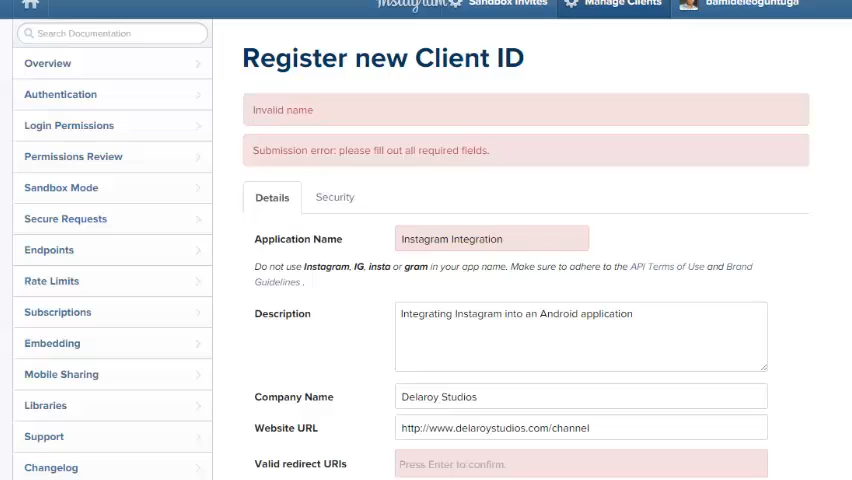 Instagram
Sandbox Invites
Manage Clients
bamideleoguntuga
Search Documentation
Overview
Authentication
Login Permissions
Permissions Review
Sandbox Mode
Secure Requests
Endpoints
Rate Limits
Subscriptions
Embedding
Mobile Sharing
Libraries
Support
Changelog
Register new Client ID
Invalid name
Submission error: please fill out all required fields.
Details Security
Application Name Instagram Integration
Do not use Instagram, IG, insta or gram in your app name. Make sure to adhere to the API Terms of Use and Brand
Guidelines .
Description Integrating Instagram into an Android application
Company Name Delaroy Studios
Website URL http://www.delaroystudios.com/channel
Valid redirect URIs Press Enter to confirm.